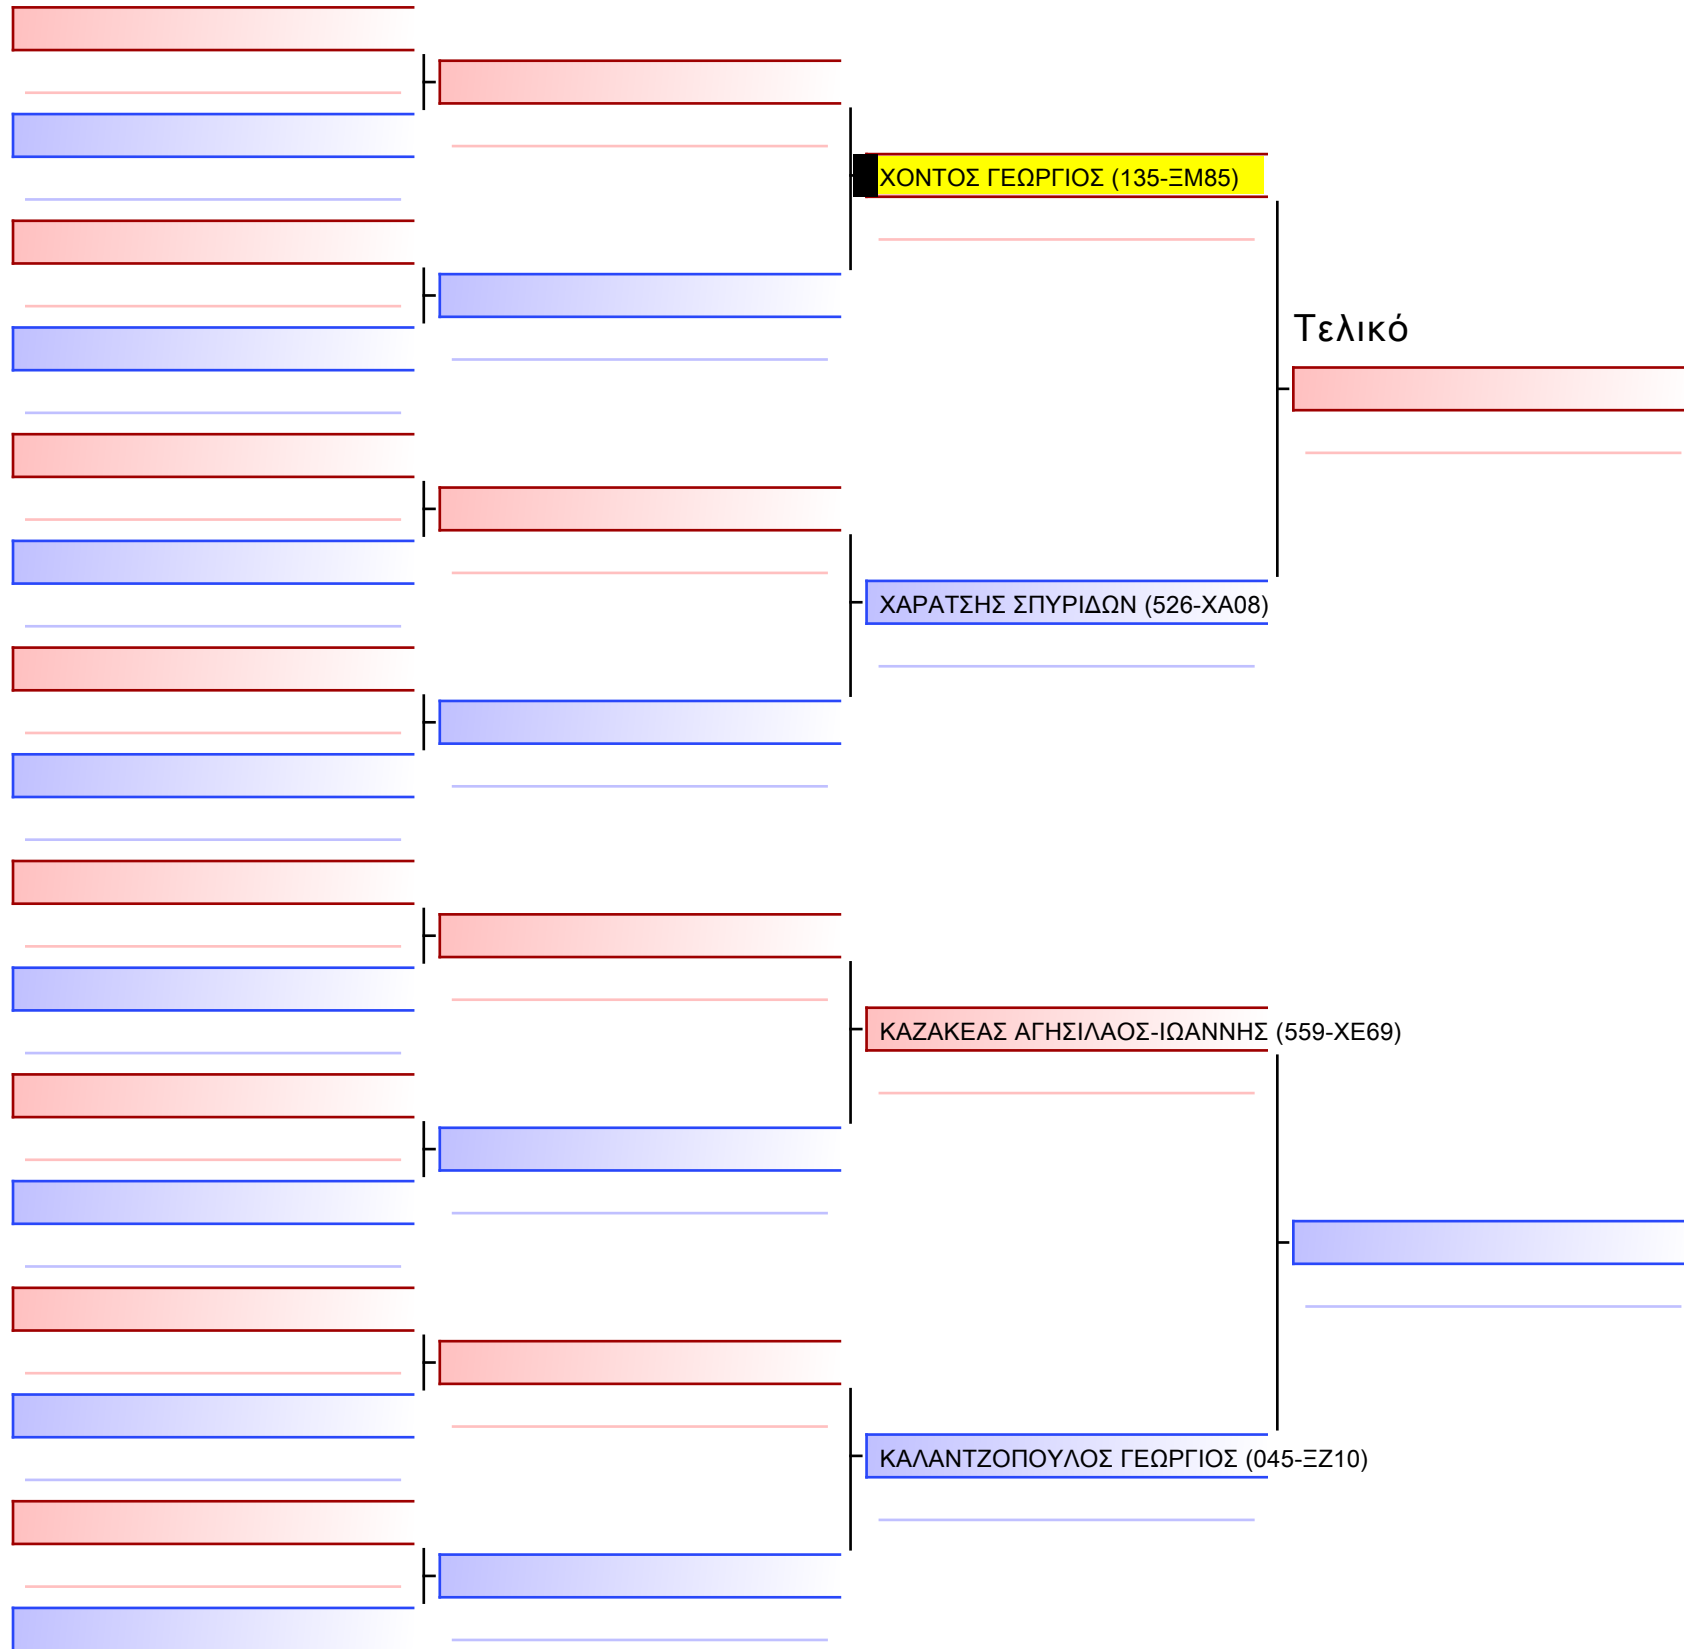 ΧΟΝΤΟΣ ΓΕΩΡΓΙΟΣ (135-ΞΜ85)
Τελικό
ΧΑΡΑΤΣΗΣ ΣΠΥΡΙΔΩΝ (526-ΧΑ08)
ΚΑΖΑΚΕΑΣ ΑΓΗΣΙΛΑΟΣ-ΙΩΑΝΝΗΣ (559-ΧΕ69)
ΚΑΛΑΝΤΖΟΠΟΥΛΟΣ ΓΕΩΡΓΙΟΣ (045-ΞΖ10)